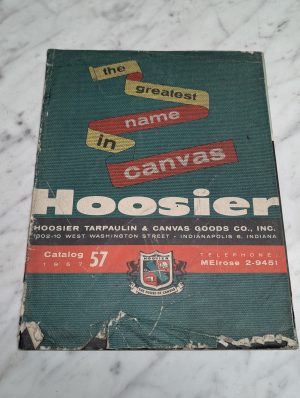 the
greatest
name
in
canvas
Hoosier
HOOSIER TARPAULIN & CANVAS GOODS CO., INC.
1302-10 WEST WASHINGTON STREET • INDIANAPOLIS 6, INDIANA
Catalog 57
1957
TELEPHONE:
MElrose 2-9451
HOOSIER